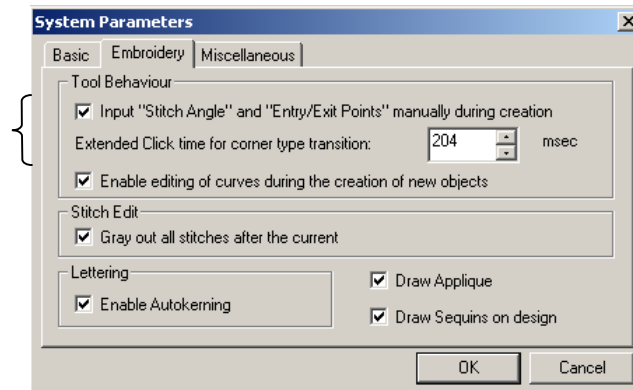 System Parameters
Basic Embroidery Miscellaneous
Tool Behaviour
Input "Stitch Angle" and "Entry/Exit Points" manually during creation
Extended Click time for corner type transition: 204 msec
Enable editing of curves during the creation of new objects
Stitch Edit
Gray out all stitches after the current
Lettering
Enable Autokerning
Draw Applique
Draw Sequins on design
OK Cancel